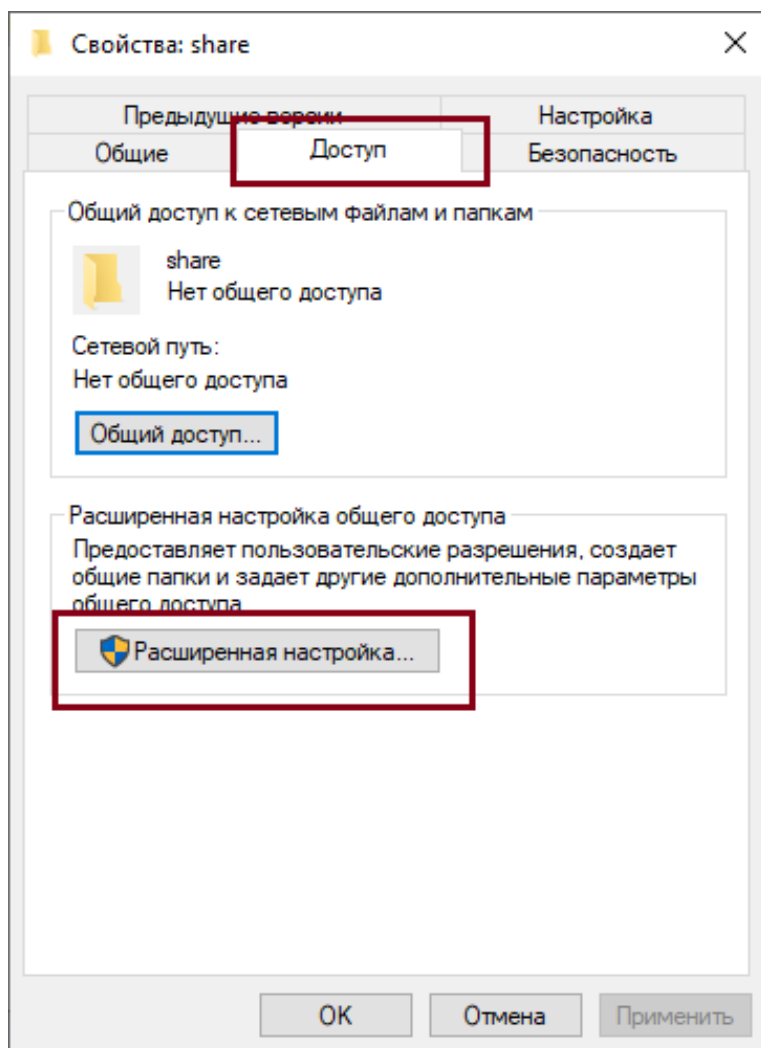 Свойства: share
Предыдущие версии
Настройка
Общие
Доступ
Безопасность
Общий доступ к сетевым файлам и папкам
share
Нет общего доступа
Сетевой путь:
Нет общего доступа
Общий доступ...
Расширенная настройка общего доступа
Предоставляет пользовательские разрешения, создает
общие папки и задает другие дополнительные параметры
общего доступа
Расширенная настройка...
OK
Отмена
Применить